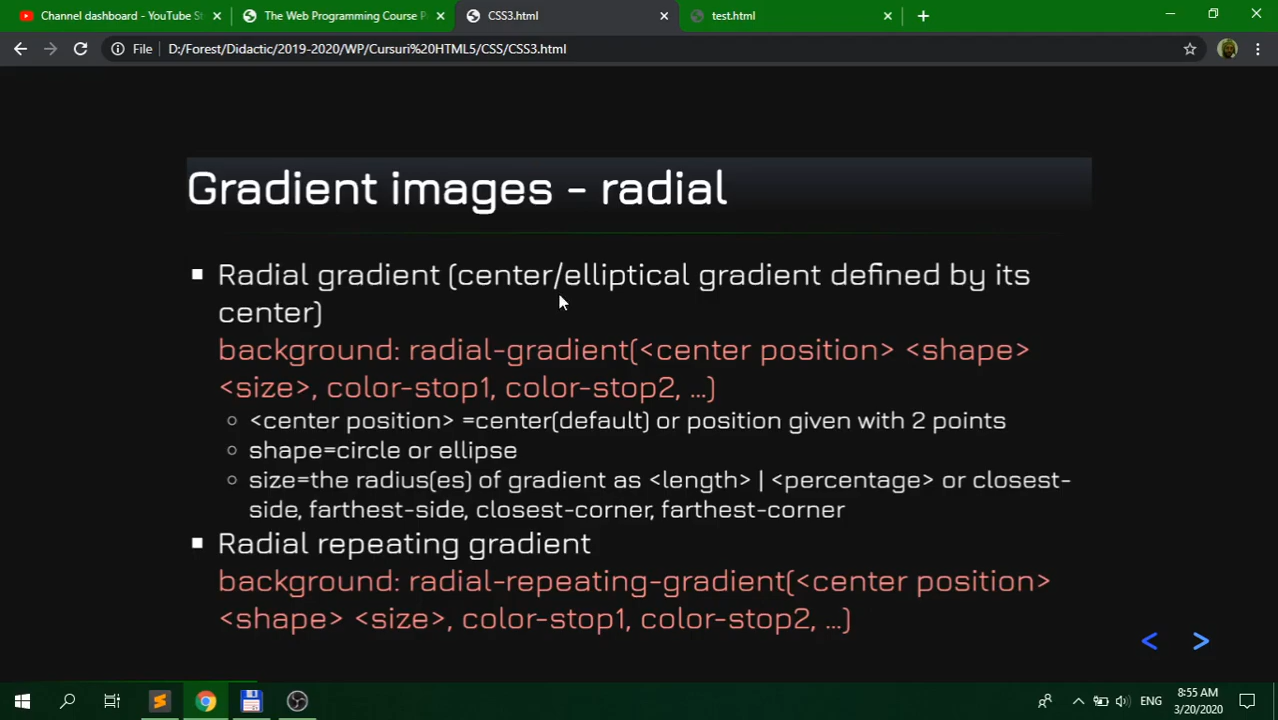 Channel dashboard - YouTube St
The Web Programming Course P
CSS3.html
test.html
File
D:/Forest/Didactic/2019-2020/WP/Cursuri%20HTML5/CSS/CSS3.html
Gradient images - radial
Radial gradient (center/elliptical gradient defined by its
center)
background: radial-gradient(<center position> <shape>
<size>, color-stop1, color-stop2, ...)
<center position> =center(default) or position given with 2 points
shape=circle or ellipse
size=the radius(es) of gradient as <length> | <percentage> or closest-
side, farthest-side, closest-corner, farthest-corner
Radial repeating gradient
background: radial-repeating-gradient(<center position>
<shape> <size>, color-stop1, color-stop2, ...)
< >
ENG
8:55 AM
3/20/2020